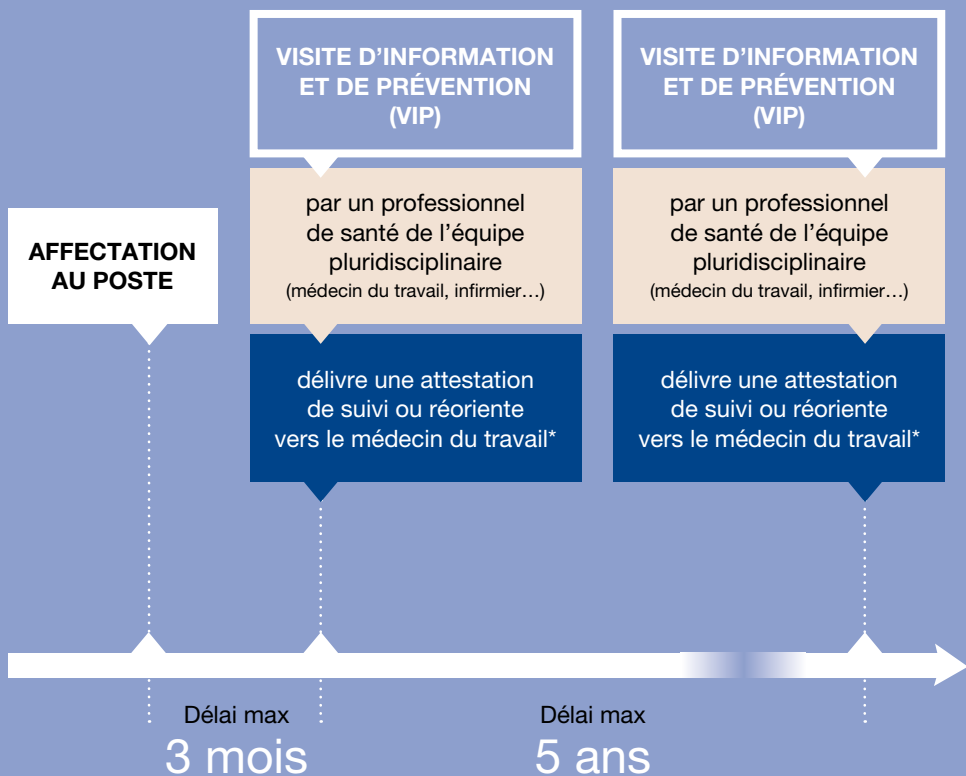 AFFECTATION
AU POSTE
VISITE D’INFORMATION
ET DE PRÉVENTION
(VIP)
par un professionnel
de santé de l’équipe
pluridisciplinaire
(médecin du travail, infirmier…)
délivre une attestation
de suivi ou réoriente
vers le médecin du travail*
VISITE D’INFORMATION
ET DE PRÉVENTION
(VIP)
par un professionnel
de santé de l’équipe
pluridisciplinaire
(médecin du travail, infirmier…)
délivre une attestation
de suivi ou réoriente
vers le médecin du travail*
Délai max
3 mois
Délai max
5 ans